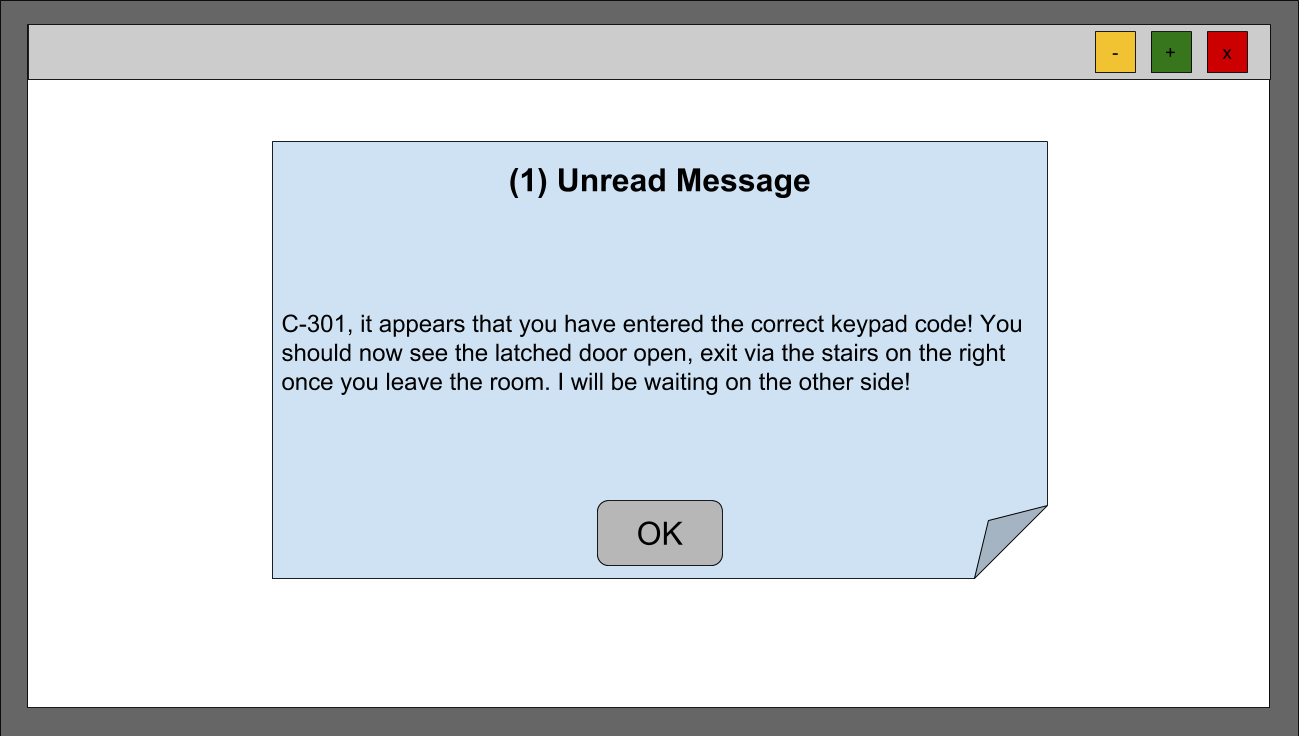 - + x
(1) Unread Message
C-301, it appears that you have entered the correct keypad code! You
should now see the latched door open, exit via the stairs on the right
once you leave the room. I will be waiting on the other side!
OK